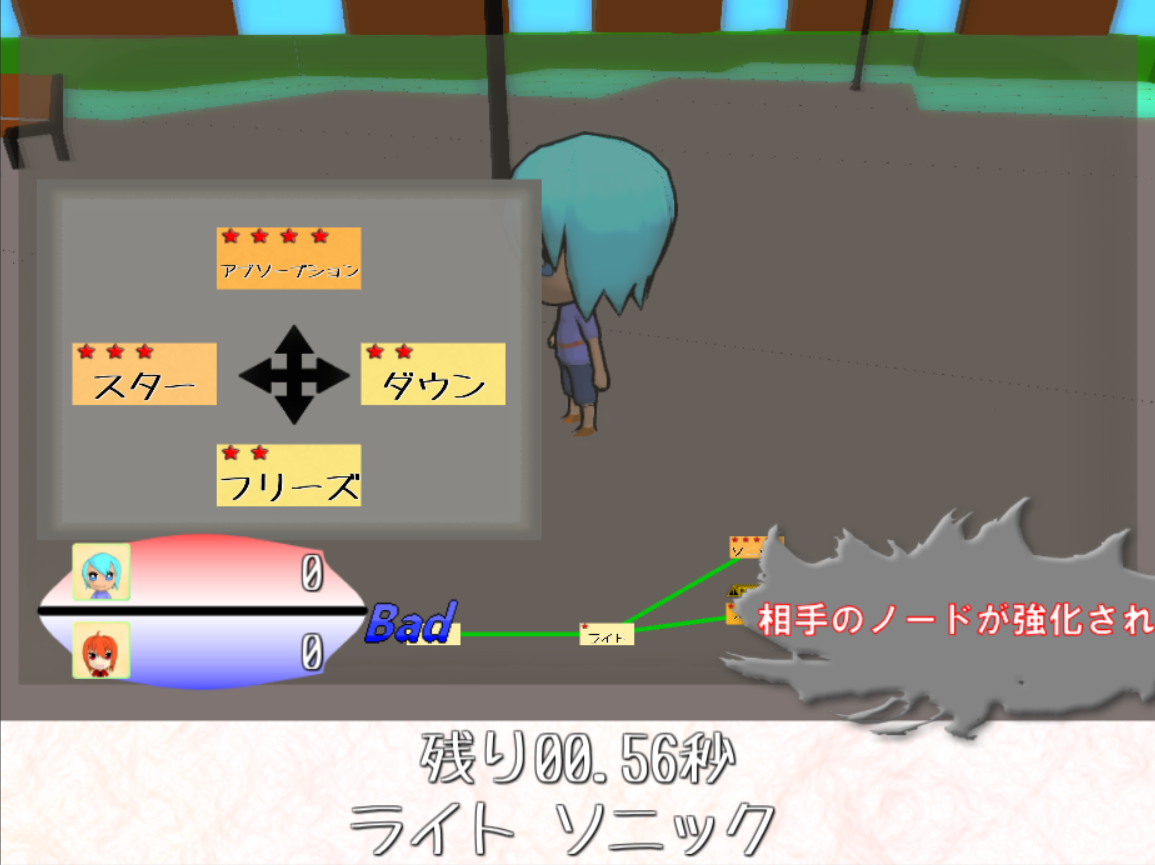 アブソープション
スター
ダウン
フリーズ
0
0
Bad
ライト
相手のノードが強化され
残り00.56秒
ライト ソニック